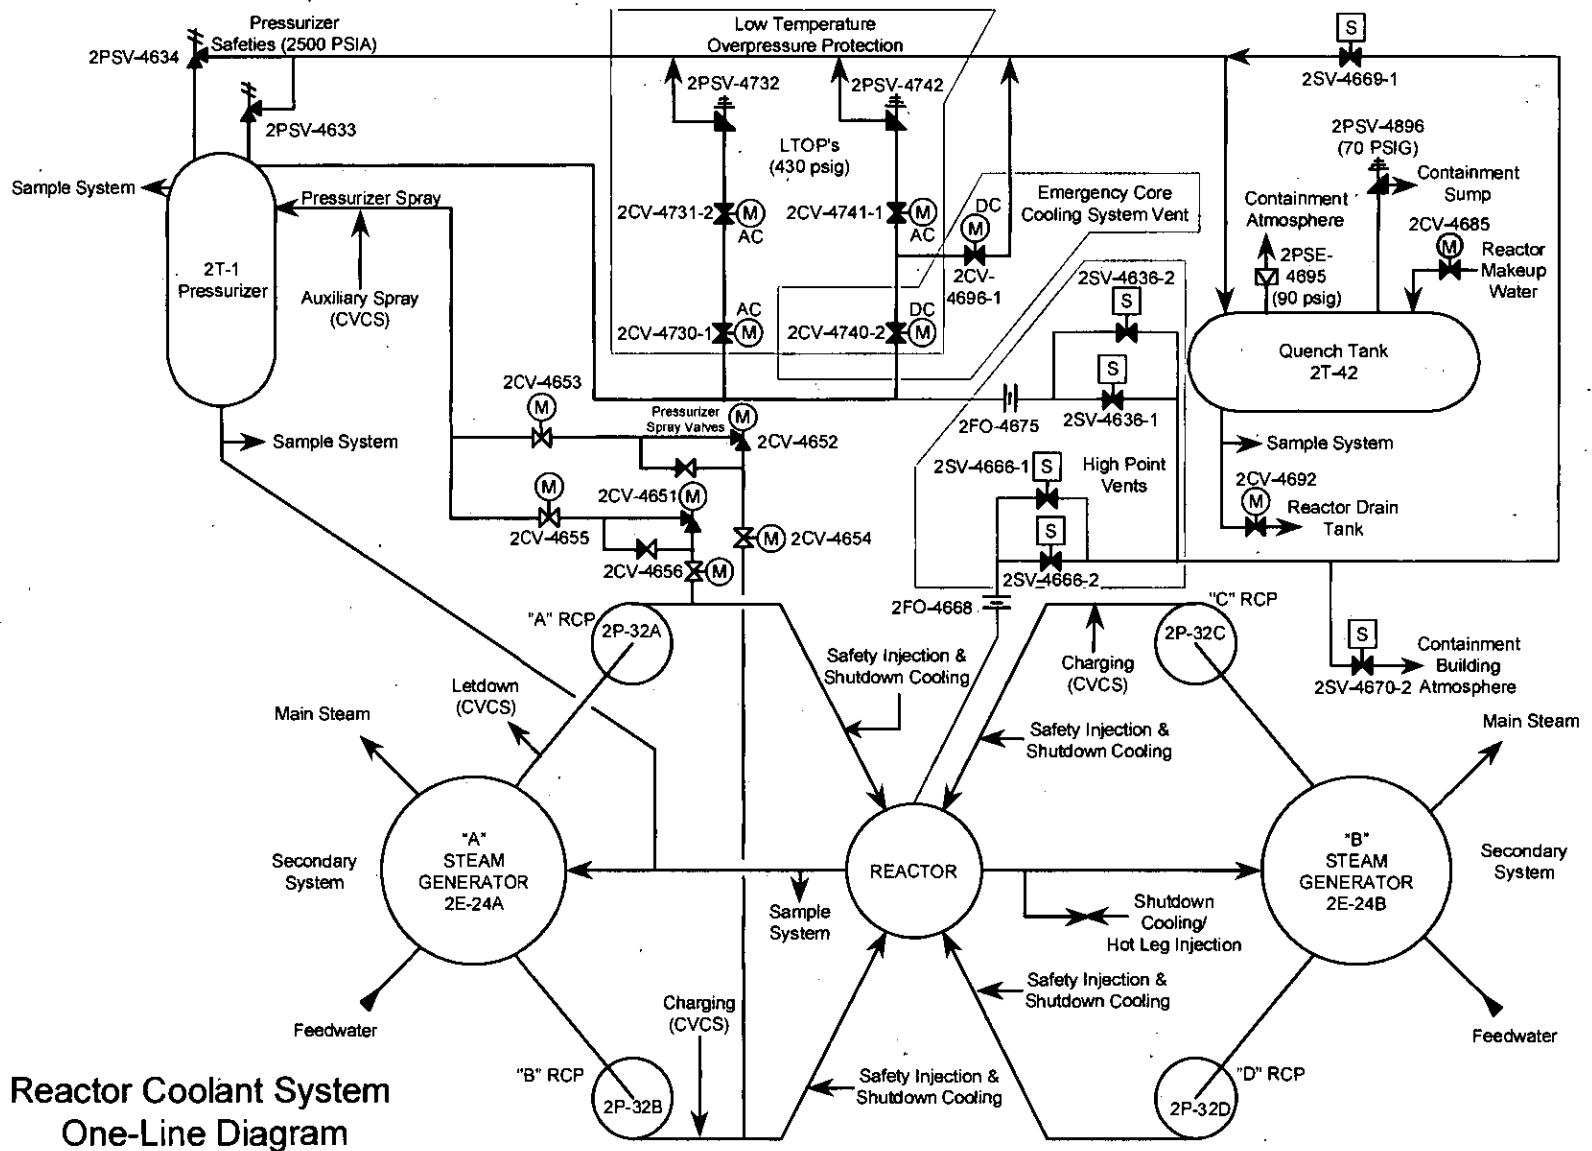 Pressurizer
Safeties (2500 PSIA)
2PSV-4634
2PSV-4633
Low Temperature
Overpressure Protection
2PSV-4732
2PSV-4742
LTOP's
(430 psig)
S
2SV-4669-1
2PSV-4896
(70 PSIG)
Containment
Sump
Containment
Atmosphere
2PSE-
4695
(90 psig)
2CV-4685
M
Reactor
Makeup
Water
Sample System
Pressurizer Spray
2T-1
Pressurizer
Auxiliary Spray
(CVCS)
2CV-4731-2
M
AC
2CV-4741-1
M
AC
DC
M
2CV-
4696-1
Emergency Core
Cooling System Vent
2CV-4730-1
AC
M
2CV-4740-2
DC
M
2SV-4636-2
S
S
2SV-4636-1
2FO-4675
Quench Tank
2T-42
Sample System
2CV-4692
M
Reactor Drain
Tank
Sample System
2CV-4653
M
Pressurizer
Spray Valves
M
2CV-4652
M
2CV-4655
2CV-4651
M
2CV-4656
M
M
2CV-4654
2SV-4666-1
S
High Point
Vents
S
2SV-4666-2
2FO-4668
S
2SV-4670-2
Containment
Building
Atmosphere
"A" RCP
2P-32A
"C" RCP
2P-32C
Letdown
(CVCS)
Main Steam
Safety Injection &
Shutdown Cooling
Charging
(CVCS)
Safety Injection &
Shutdown Cooling
Main Steam
Secondary
System
"A"
STEAM
GENERATOR
2E-24A
REACTOR
"B"
STEAM
GENERATOR
2E-24B
Secondary
System
Sample
System
Shutdown
Cooling/
Hot Leg Injection
Feedwater
Charging
(CVCS)
Safety Injection &
Shutdown Cooling
Feedwater
"B" RCP
2P-32B
Safety Injection &
Shutdown Cooling
"D" RCP
2P-32D
Reactor Coolant System
One-Line Diagram